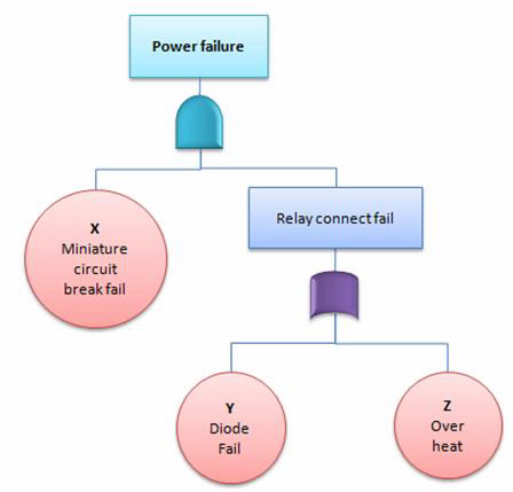 Power failure
X
Miniature
circuit
break fail
Relay connect fail
Y
Diode
Fail
Z
Over
heat